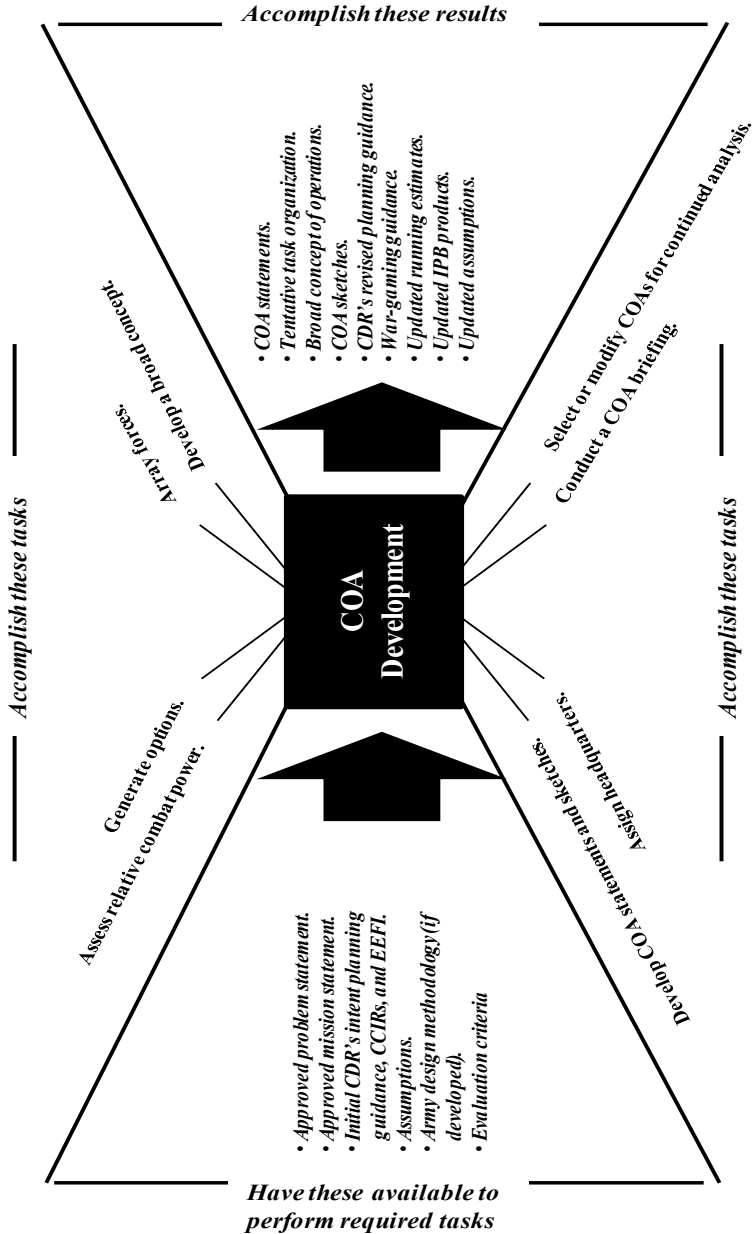 Accomplish these tasks
Have these available to
perform required tasks
• Approved problem statement.
• Approved mission statement.
• Initial CDR’s intent planning
guidance, CCIRs, and EEFI.
• Assumptions.
• Army design methodology (if
developed).
• Evaluation criteria
Assess relative combat power.
Generate options.
Array forces.
Develop a broad concept.
COA
Development
Develop COA statements and sketches.
Assign headquarters.
Conduct a COA briefing.
Select or modify COAs for continued analysis.
• COA statements.
• Tentative task organization.
• Broad concept of operations.
• COA sketches.
• CDR’s revised planning guidance.
• War-gaming guidance.
• Updated running estimates.
• Updated IPB products.
• Updated assumptions.
Accomplish these results
Accomplish these tasks